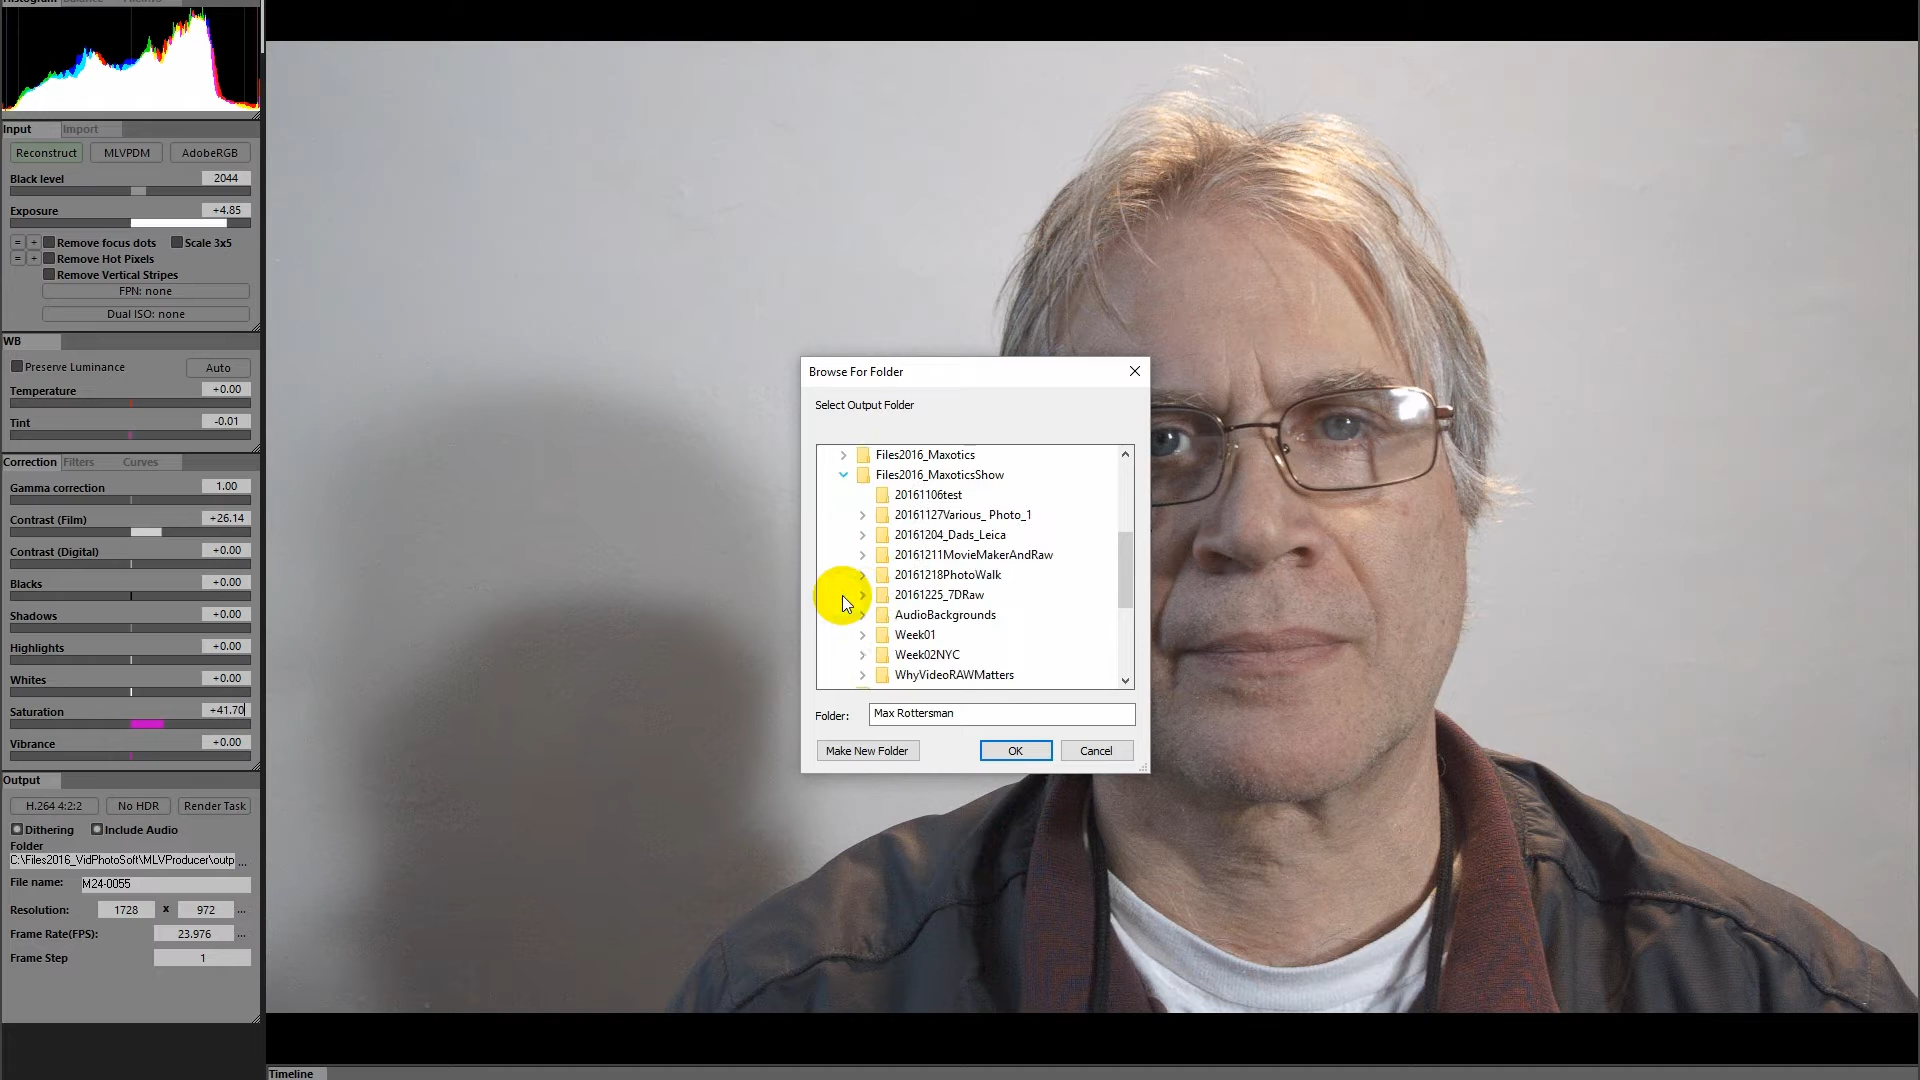 Histogram Balance FileInfo
Input Import
Reconstruct MLVPDM AdobeRGB
Black level 2044
Exposure +4.85
= + Remove focus dots Scale 3x5
= + Remove Hot Pixels
Remove Vertical Stripes
FPN: none
Dual ISO: none
WB
Preserve Luminance Auto
Temperature +0.00
Tint -0.01
Correction Filters Curves
Gamma correction 1.00
Contrast (Film) +26.14
Contrast (Digital) +0.00
Blacks +0.00
Shadows +0.00
Highlights +0.00
Whites +0.00
Saturation +41.70
Vibrance +0.00
Output
H.264 4:2:2 No HDR Render Task
Dithering Include Audio
Folder
C:\Files2016_VidPhotoSoft\MLVProducer\outp ...
File name: M24-0055
Resolution: 1728 x 972 ...
Frame Rate(FPS): 23.976 ...
Frame Step 1
Browse For Folder
Select Output Folder
Files2016_Maxotics
Files2016_MaxoticsShow
20161106test
20161127Various_ Photo_1
20161204_Dads_Leica
20161211MovieMakerAndRaw
20161218PhotoWalk
20161225_7DRaw
AudioBackgrounds
Week01
Week02NYC
WhyVideoRAWMatters
Folder: Max Rottersman
Make New Folder OK Cancel
Timeline